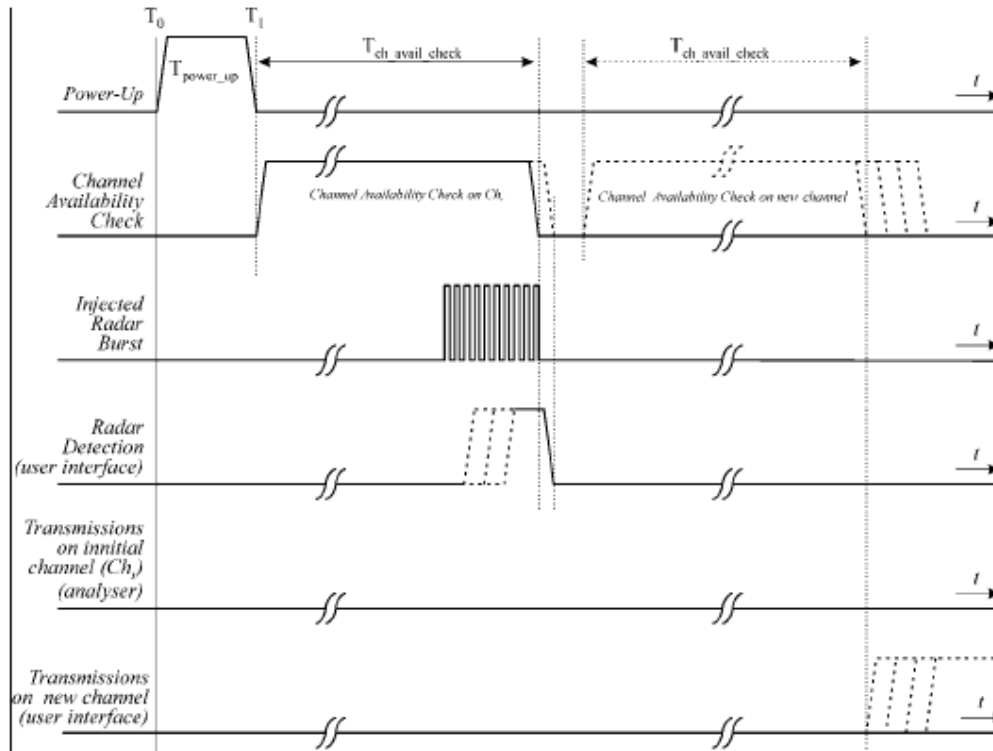 T0 T1
Tch_avail_check
Tch_avail_check
Tpower_up
Power-Up
t
Channel
Availability
Check
Channel Availability Check on Chr
Channel Availability Check on new channel
t
Injected
Radar
Burst
t
Radar
Detection
(user interface)
t
Transmissions
on innitial
channel (Chr)
(analyser)
t
Transmissions
on new channel
(user interface)
t